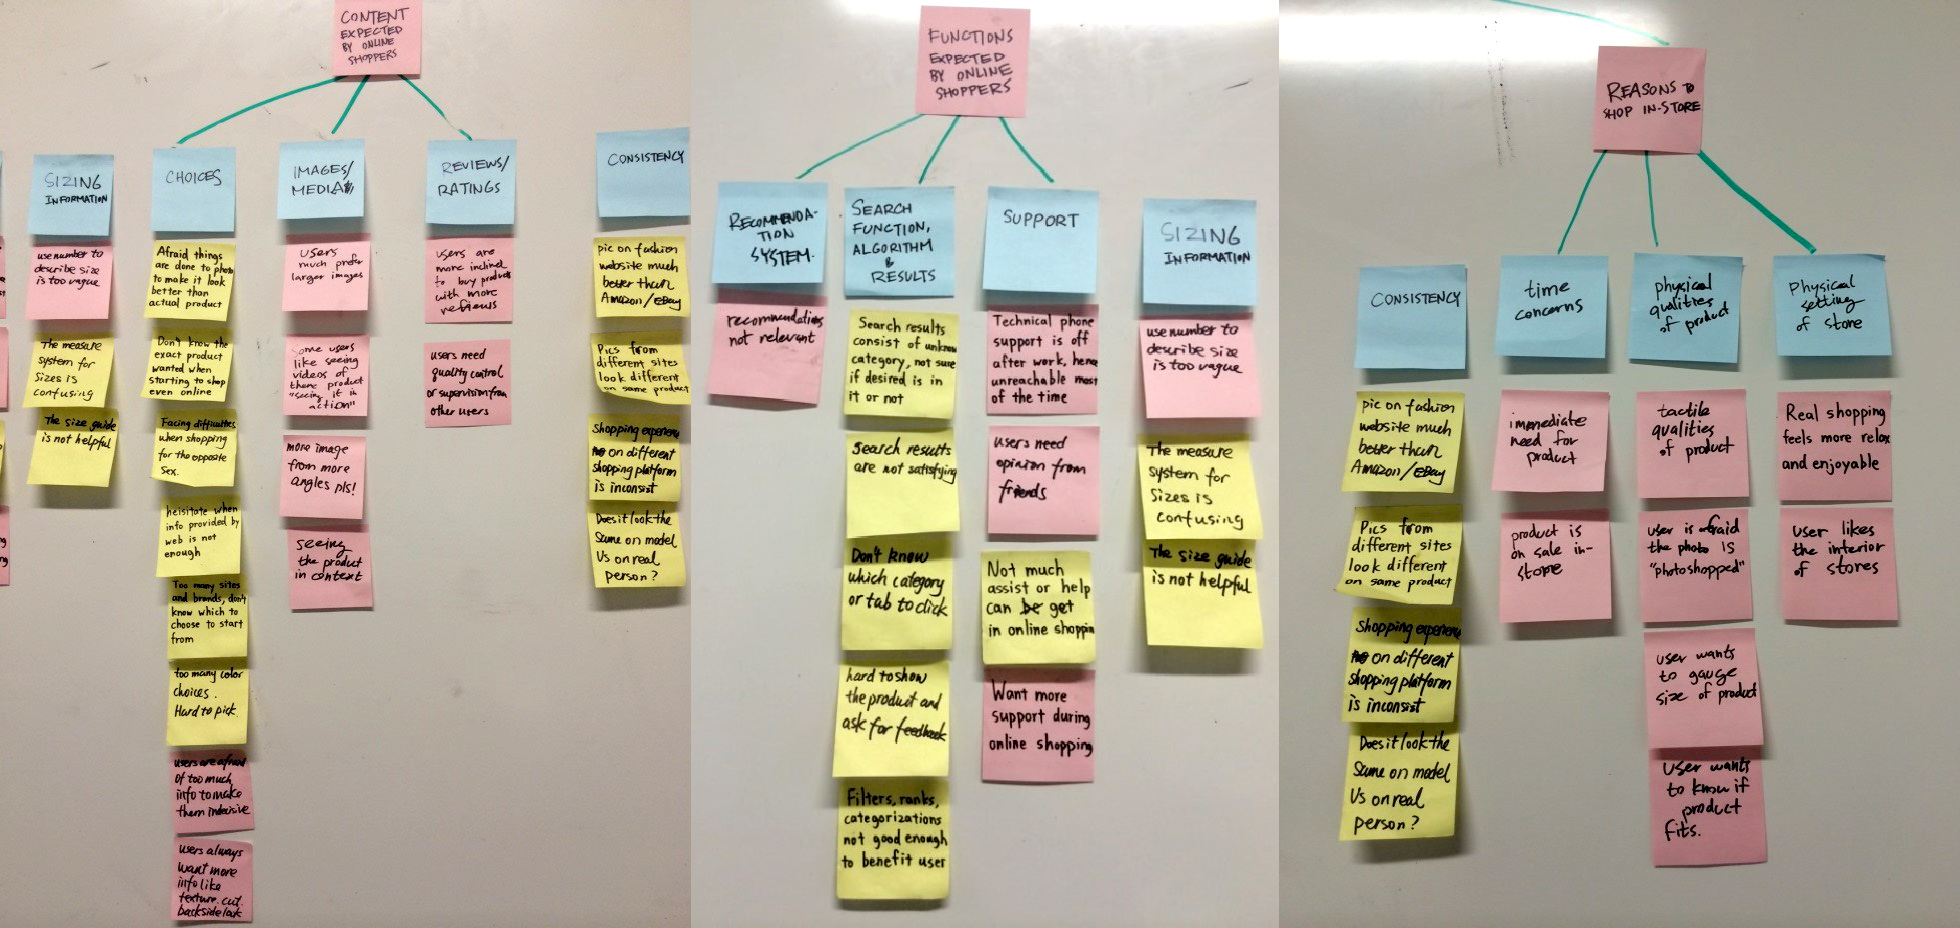 CONTENT
EXPECTED
BY ONLINE
SHOPPERS
SIZING
INFORMATION
use number to
describe size
is too vague
The measure
system for
sizes is
confusing
The size guide
is not helpful
CHOICES
Afraid things
are done to photo
to make it look
better than
actual product
Don't know the
exact product
wanted when
starting to shop
even online
Facing difficulties
when shopping
for the opposite
sex.
heisitate when
info provided by
web is not
enough
Too many sites
and brands, don't
know which to
choose to start
from
too many color
choices.
Hard to pick
users are afraid
of too much
info to make
them indecisive
users always
want more
info like
texture. cut.
backside look
IMAGES/
MEDIA
users
much prefer
larger images
Some users
like seeing
videos of
there product
"seeing it in
action"
more image
from more
angles pls!
seeing
the product
in context
REVIEWS/
RATINGS
users are
more inclined
to buy products
with more
reviews
users need
quality control
or supervision from
other users
CONSISTENCY
pic on fashion
website much
better than
Amazon/EBay
Pics from
different sites
look different
on same product
Shopping experienc
on different
shopping platform
is inconsist
Does it look the
Same on model
Vs on real
person?
FUNCTIONS
EXPECTED
BY ONLINE
SHOPPERS
RECOMMENDA-
TION
SYSTEM.
recommendations
not relevant
SEARCH
FUNCTION,
ALGORITHM
&
RESULTS
Search results
consist of unknow
category, not sure
if desired is in
it or not
Search results
are not satisfying
Don't know
which category
or tab to click
hard to show
the product and
ask for feedback
Filters, ranks,
categorizations
not good enough
to benefit user
SUPPORT
Technical phone
support is off
after work, hence
unreachable most
of the time
users need
opinion from
friends
Not much
assist or help
can be get
in online shoppin
Want more
support during
online shopping
SIZING
INFORMATION
use number to
describe size
is too vague
The measure
system for
sizes is
confusing
The size guide
is not helpful
REASONS TO
SHOP IN-STORE
CONSISTENCY
pic on fashion
website much
better than
Amazon/EBay
Pics from
different sites
look different
on same product
Shopping experienc
on different
shopping platform
is inconsist
Does it look the
Same on model
Vs on real
person?
time
concerns
immediate
need for
product
product is
on sale in-
store
physical
qualities
of product
tactile
qualities
of product
user is afraid
the photo is
"photoshopped"
user wants
to gauge
size of product
user wants
to know if
product
fits.
physical
setting
of store
Real shopping
feels more relax
and enjoyable
user likes
the interior
of stores